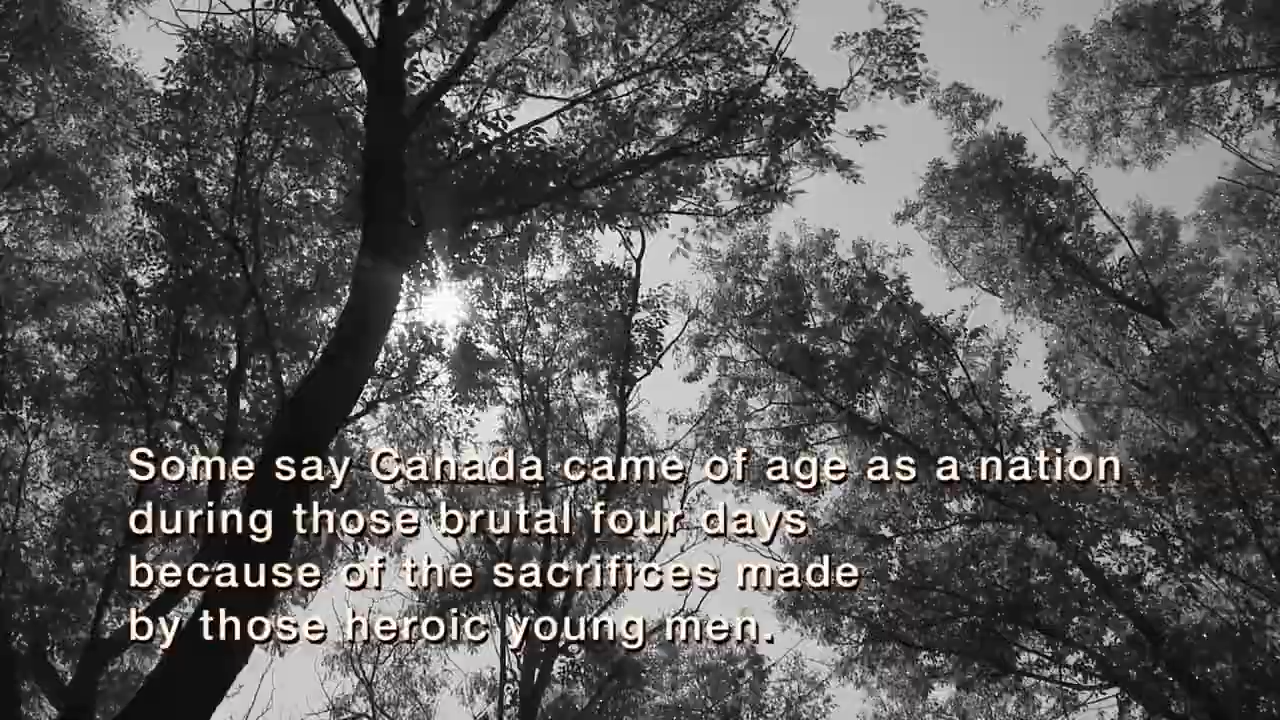 Some say Canada came of age as a nation
during those brutal four days
because of the sacrifices made
by those heroic young men.